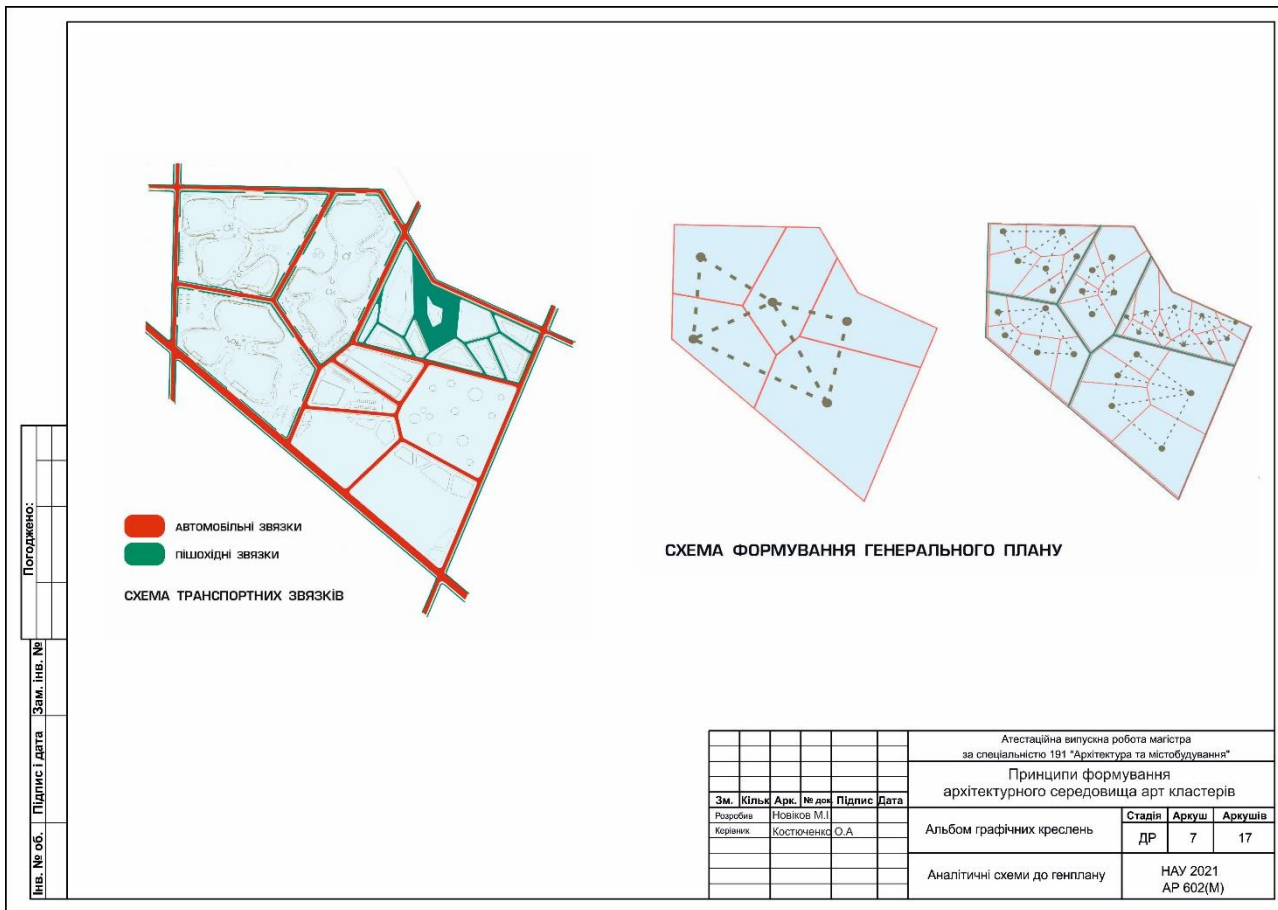 АВТОМОБІЛЬНІ ЗВЯЗКИ
ПІШОХІДНІ ЗВЯЗКИ
СХЕМА ТРАНСПОРТНИХ ЗВЯЗКІВ
СХЕМА ФОРМУВАННЯ ГЕНЕРАЛЬНОГО ПЛАНУ
Погоджено:
Зам. інв. №
Підпис і дата
Інв. № об.
Атестаційна випускна робота магістра
за спеціальністю 191 "Архітектура та містобудування"
Принципи формування
архітектурного середовища арт кластерів
Зм. Кільк Арк. № док Підпис Дата
Розробив Новіков М.І.
Керівник Костюченко О.А
Альбом графічних креслень
Стадія Аркуш Аркушів
ДР 7 17
Аналітичні схеми до генплану
НАУ 2021
АР 602(М)